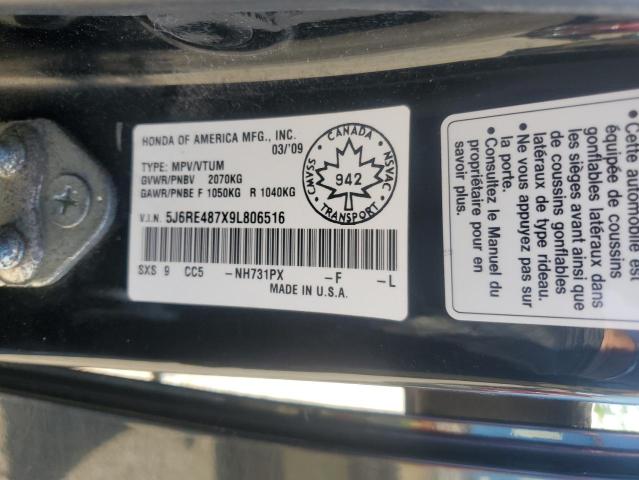 HONDA OF AMERICA MFG., INC.
03/'09
TYPE: MPV/VTUM
GVWR/PNBV 2070KG
GAWR/PNBE F 1050KG R 1040KG
V.I.N. 5J6RE487X9L806516
SXS 9 CC5 -NH731PX -F -L
MADE IN U.S.A.
CANADA
CMVSS NSVAC
942
TRANSPORT
• Cette automobile est
équipée de coussins
gonflables latéraux dans
les sièges avant ainsi que
de coussins gonflables
latéraux de type rideau.
• Ne vous appuyez pas sur
la porte.
• Consultez le Manuel du
propriétaire pour en
savoir plus.